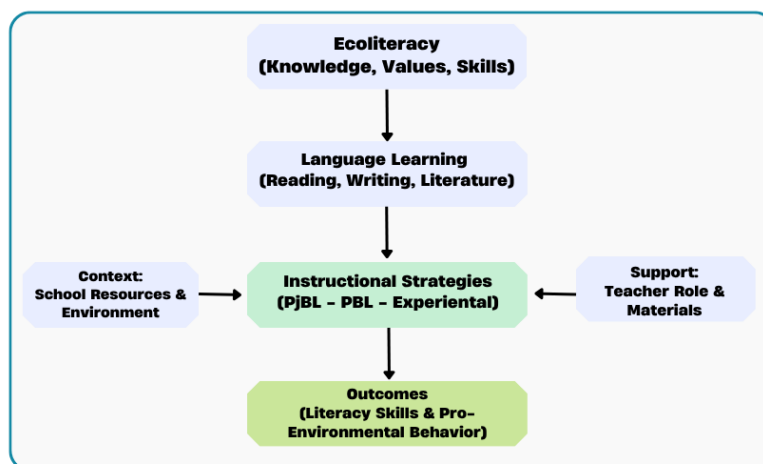 Ecoliteracy
(Knowledge, Values, Skills)
Language Learning
(Reading, Writing, Literature)
Context:
School Resources &
Environment
Instructional Strategies
(PjBL - PBL - Experiental)
Support:
Teacher Role &
Materials
Outcomes
(Literacy Skills & Pro-
Environmental Behavior)